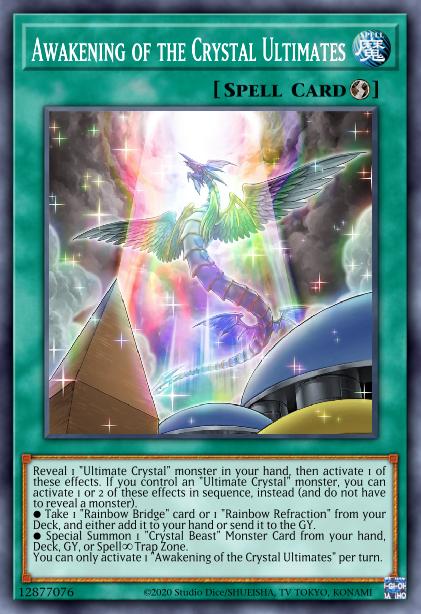 AWAKENING OF THE CRYSTAL ULTIMATES
SPELL
魔
[SPELL CARD]
Reveal 1 "Ultimate Crystal" monster in your hand, then activate 1 of
these effects. If you control an "Ultimate Crystal" monster, you can
activate 1 or 2 of these effects in sequence, instead (and do not have
to reveal a monster).
● Take 1 "Rainbow Bridge" card or 1 "Rainbow Refraction" from your
Deck, and either add it to your hand or send it to the GY.
● Special Summon 1 "Crystal Beast" Monster Card from your hand,
Deck, GY, or Spell∞Trap Zone.
You can only activate 1 "Awakening of the Crystal Ultimates" per turn.
12877076
©2020 Studio Dice/SHUEISHA, TV TOKYO, KONAMI